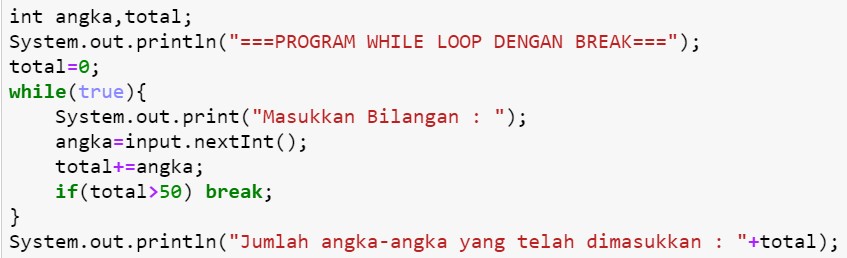 int angka,total;
System.out.println("===PROGRAM WHILE LOOP DENGAN BREAK===");
total=0;
while(true){
    System.out.print("Masukkan Bilangan : ");
    angka=input.nextInt();
    total+=angka;
    if(total>50) break;
}
System.out.println("Jumlah angka-angka yang telah dimasukkan : "+total);